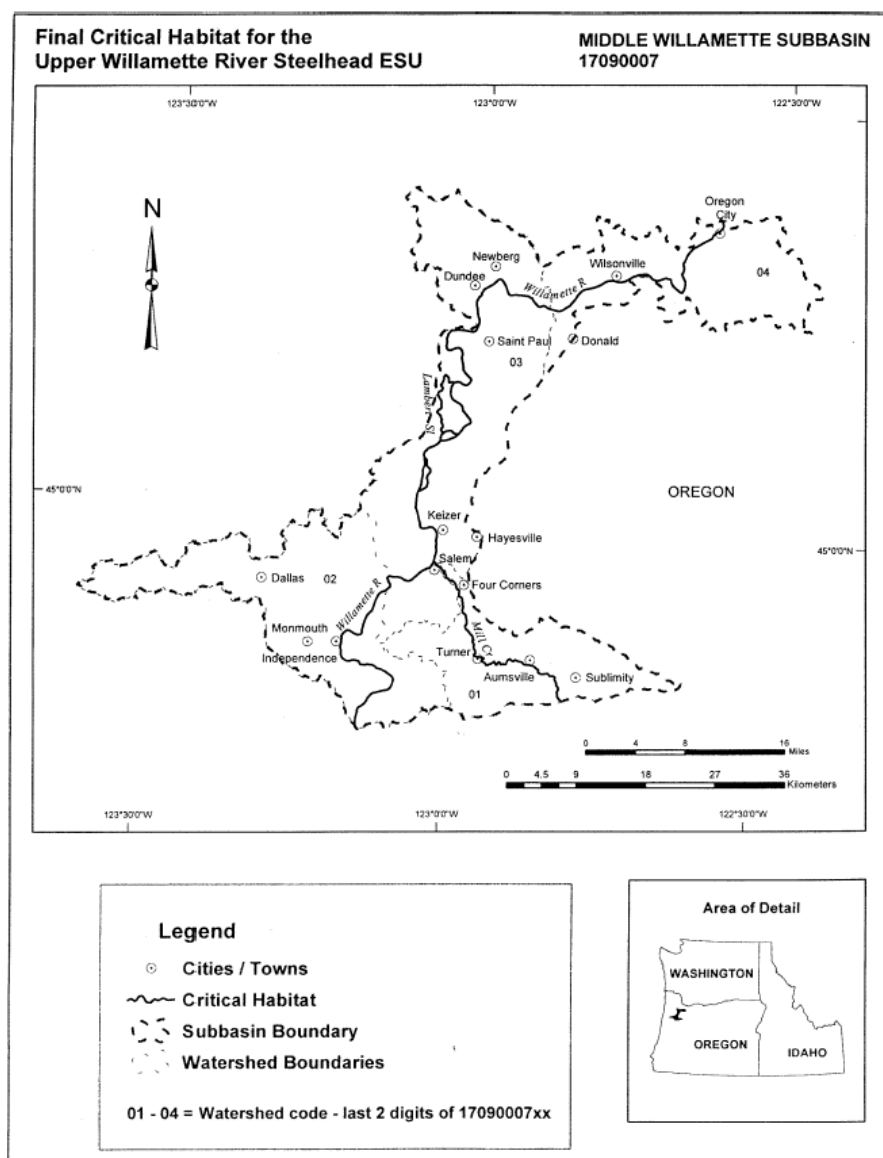 Final Critical Habitat for the
Upper Willamette River Steelhead ESU
MIDDLE WILLAMETTE SUBBASIN
17090007
123°30'0"W
123°0'0"W
122°30'0"W
N
Oregon
City
Newberg
Wilsonville
Dundee
Willamette R
04
Saint Paul
Donald
03
Lambert Sl
45°0'0"N
OREGON
Keizer
Hayesville
45°0'0"N
Salem
Dallas
02
Four Corners
Willamette R
Monmouth
Mill Cr
Independence
Turner
Aumsville
Sublimity
01
0 4 8 16
Miles
0 4.5 9 18 27 36
Kilometers
123°30'0"W
123°0'0"W
122°30'0"W
Legend
Cities / Towns
Critical Habitat
Subbasin Boundary
Watershed Boundaries
01 - 04 = Watershed code - last 2 digits of 17090007xx
Area of Detail
WASHINGTON
OREGON
IDAHO